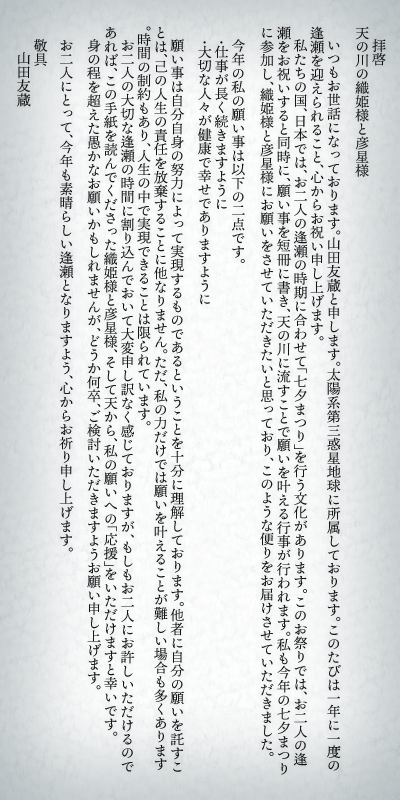 拝啓
天の川の織姫様と彦星様
いつもお世話になっております。山田友蔵と申します。太陽系第三惑星地球に所属しております。このたびは一年に一度の
逢瀬を迎えられること、心からお祝い申し上げます。
私たちの国、日本では、お二人の逢瀬の時期に合わせて「七夕まつり」を行う文化があります。このお祭りでは、お二人の逢
瀬をお祝いすると同時に、願い事を短冊に書き、天の川に流すことで願いを叶える行事が行われます。私も今年の七夕まつり
に参加し、織姫様と彦星様にお願いをさせていただきたいと思っており、このような便りをお届けさせていただきました。
今年の私の願い事は以下の二点です。
・仕事が長く続きますように
・大切な人々が健康で幸せでありますように
願い事は自分自身の努力によって実現するものであるということを十分に理解しております。他者に自分の願いを託すこ
とは、己の人生の責任を放棄することに他なりません。ただ、私の力だけでは願いを叶えることが難しい場合も多くあります
。時間の制約もあり、人生の中で実現できることは限られています。
お二人の大切な逢瀬の時間に割り込んでおいて大変申し訳なく感じておりますが、もしもお二人にお許しいただけるので
あれば、この手紙を読んでくださった織姫様、彦星様、そして天から、私の願いへの「応援」をいただけますと幸いです。
身の程を超えた愚かなお願いかもしれませんが、どうか何卒、ご検討いただきますようお願い申し上げます。
お二人にとって、今年も素晴らしい逢瀬となりますよう、心からお祈り申し上げます。
敬具
山田友蔵